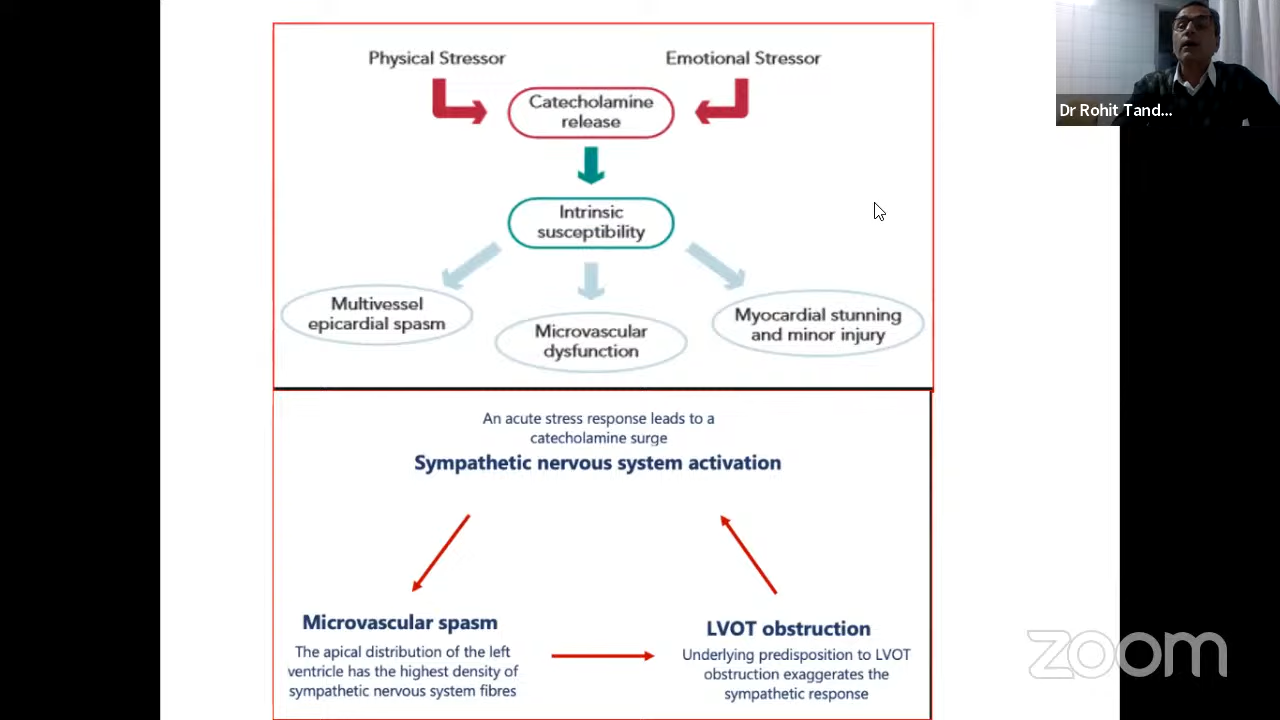 Physical Stressor
Emotional Stressor
Catecholamine
release
Intrinsic
susceptibility
Multivessel
epicardial spasm
Microvascular
dysfunction
Myocardial stunning
and minor injury
An acute stress response leads to a
catecholamine surge
Sympathetic nervous system activation
Microvascular spasm
The apical distribution of the left
ventricle has the highest density of
sympathetic nervous system fibres
LVOT obstruction
Underlying predisposition to LVOT
obstruction exaggerates the
sympathetic response
Dr Rohit Tand...
zoom